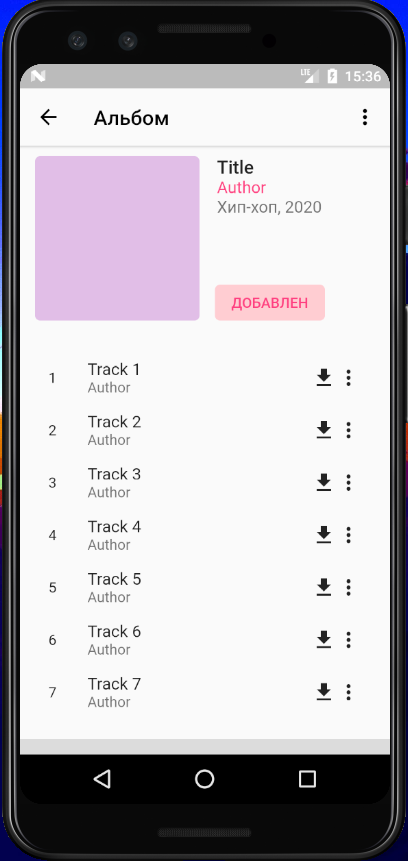 LTE 15:36
Альбом
Title
Author
Хип-хоп, 2020
ДОБАВЛЕН
1 Track 1
Author
2 Track 2
Author
3 Track 3
Author
4 Track 4
Author
5 Track 5
Author
6 Track 6
Author
7 Track 7
Author